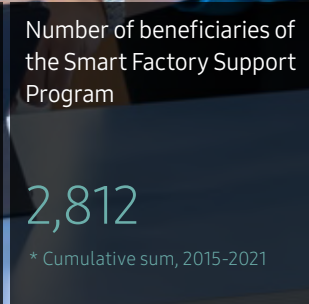 Number of beneficiaries of
the Smart Factory Support
Program
2,812
* Cumulative sum, 2015-2021